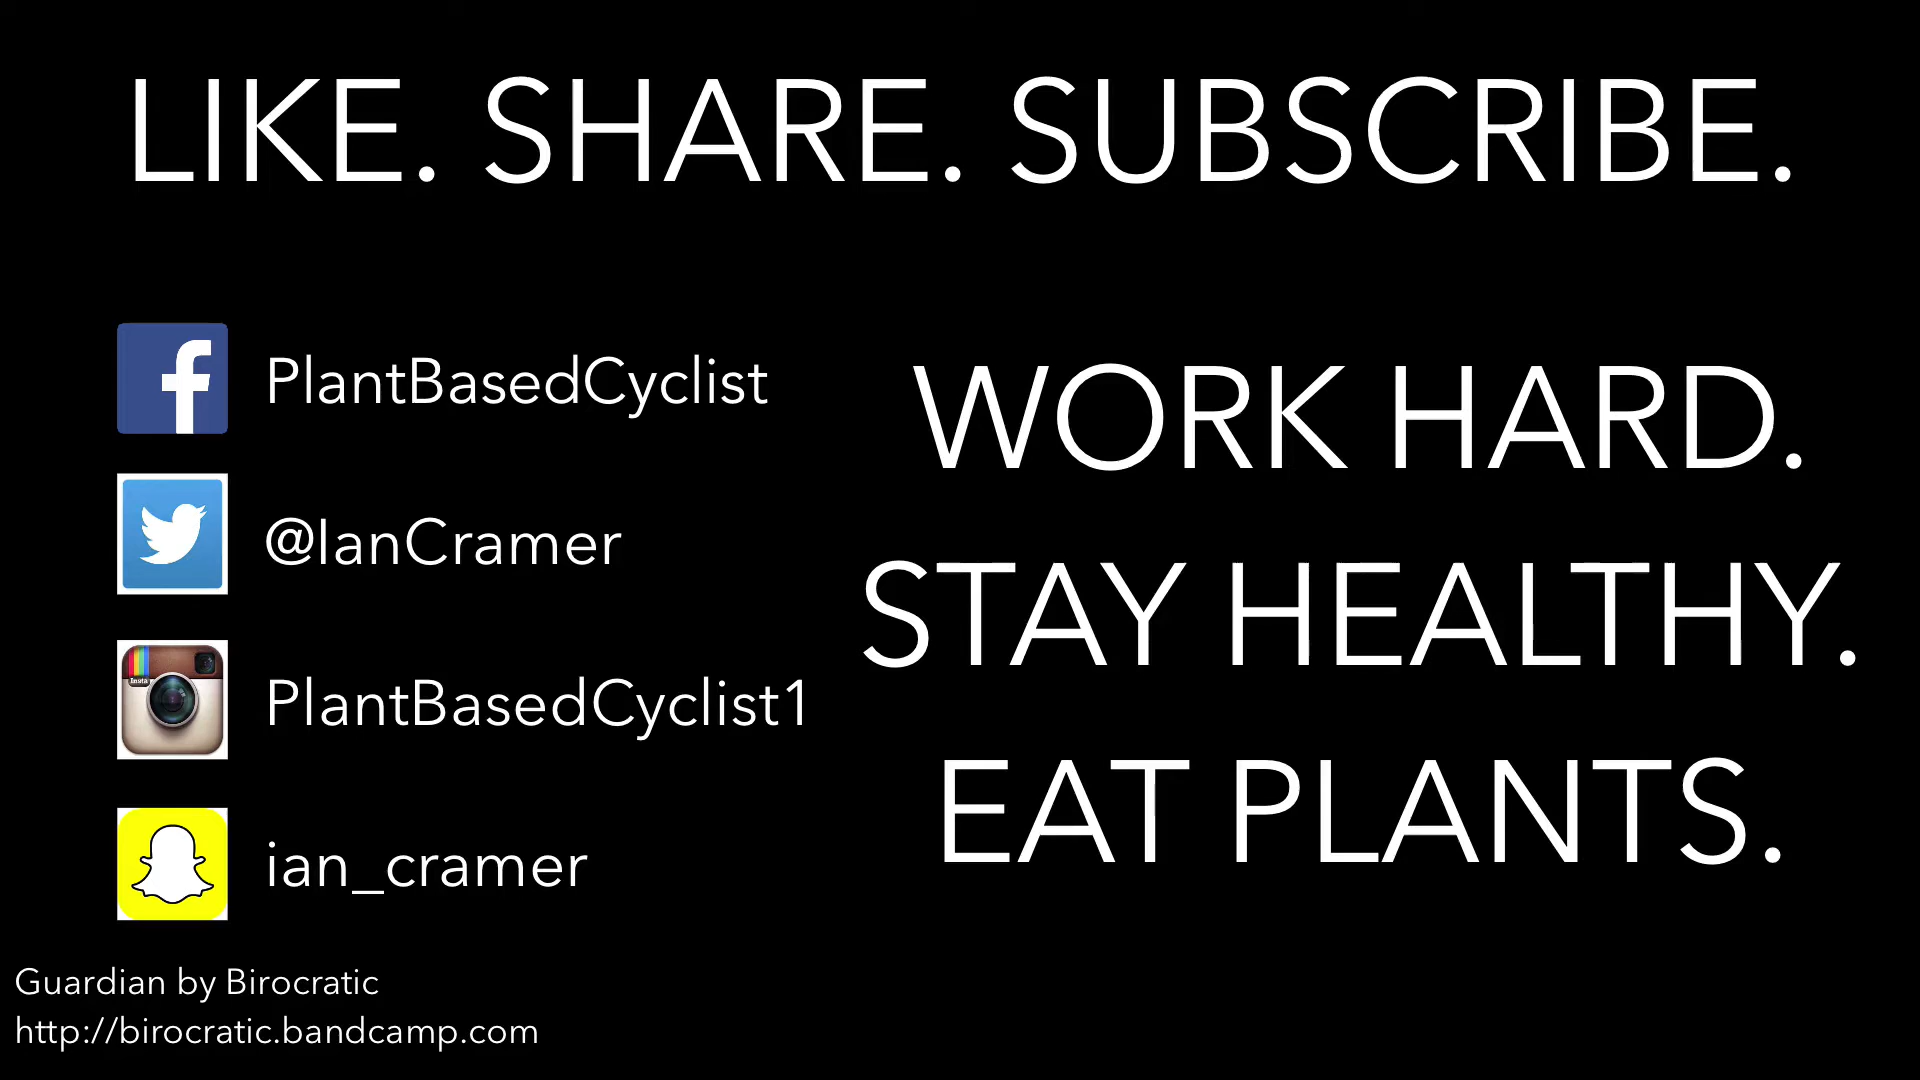 LIKE. SHARE. SUBSCRIBE.
PlantBasedCyclist
@IanCramer
Insta
PlantBasedCyclist1
ian_cramer
WORK HARD.
STAY HEALTHY.
EAT PLANTS.
Guardian by Birocratic
http://birocratic.bandcamp.com